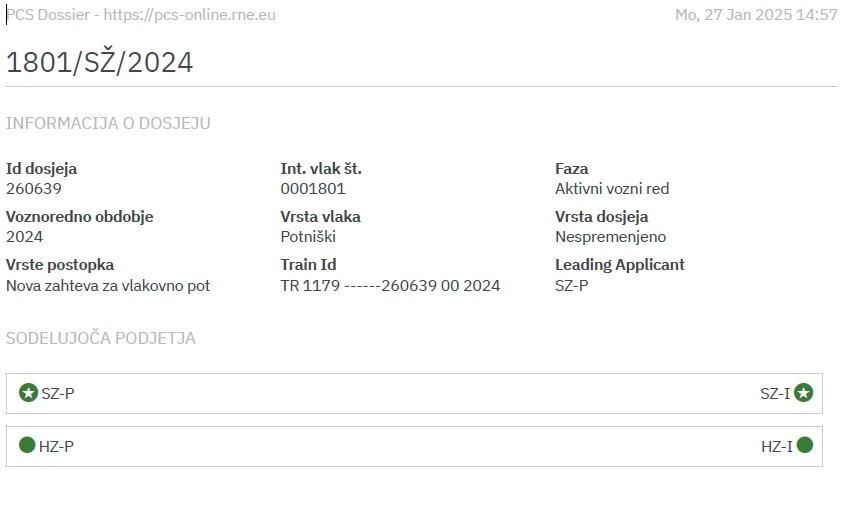 PCS Dossier - https://pcs-online.rne.eu Mo, 27 Jan 2025 14:57
1801/SŽ/2024
INFORMACIJA O DOSJEJU
Id dosjeja Int. vlak št. Faza
260639 0001801 Aktivni vozni red
Voznoredno obdobje Vrsta vlaka Vrsta dosjeja
2024 Potniški Nespremenjeno
Vrste postopka Train Id Leading Applicant
Nova zahteva za vlakovno pot TR 1179 ------260639 00 2024 SZ-P
SODELUJOČA PODJETJA
SZ-P SZ-I
HZ-P HZ-I